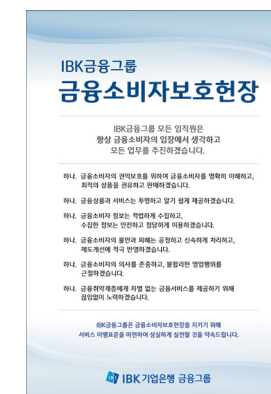 IBK금융그룹
금융소비자보호헌장
IBK금융그룹 모든 임직원은
항상 금융소비자의 입장에서 생각하고
모든 업무를 추진하겠습니다.
하나. 금융소비자의 권익보호를 위하여 금융소비자를 명확히 이해하고,
최적의 상품을 권유하고 판매하겠습니다.
하나. 금융상품과 서비스는 투명하고 알기 쉽게 제공하겠습니다.
하나. 금융소비자 정보는 적법하게 수집하고,
수집한 정보는 안전하고 정당하게 이용하겠습니다.
하나. 금융소비자의 불만과 피해는 공정하고 신속하게 처리하고,
제도개선에 적극 반영하겠습니다.
하나. 금융소비자의 의사를 존중하고, 불합리한 영업행위를
근절하겠습니다.
하나. 금융취약계층에게 차별 없는 금융서비스를 제공하기 위해
끊임없이 노력하겠습니다.
IBK금융그룹은 금융소비자보호헌장을 지키기 위해
서비스 이행표준을 마련하여 성실하게 실천할 것을 약속드립니다.
IBK기업은행 금융그룹